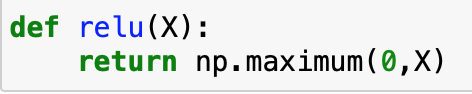 def relu(X):
    return np.maximum(0,X)